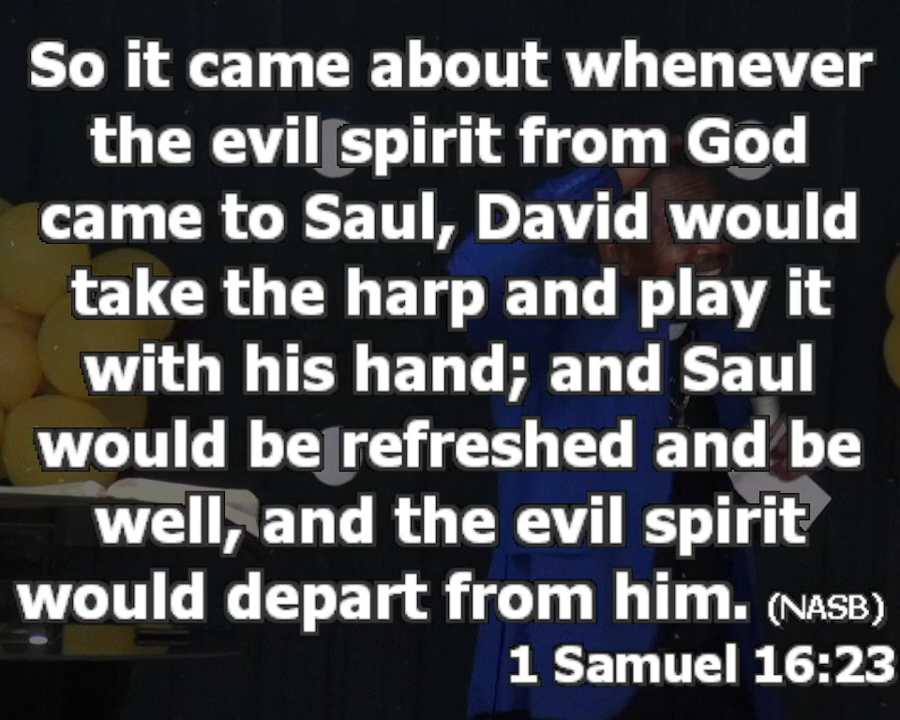 So it came about whenever
the evil spirit from God
came to Saul, David would
take the harp and play it
with his hand; and Saul
would be refreshed and be
well, and the evil spirit
would depart from him. (NASB)
1 Samuel 16:23